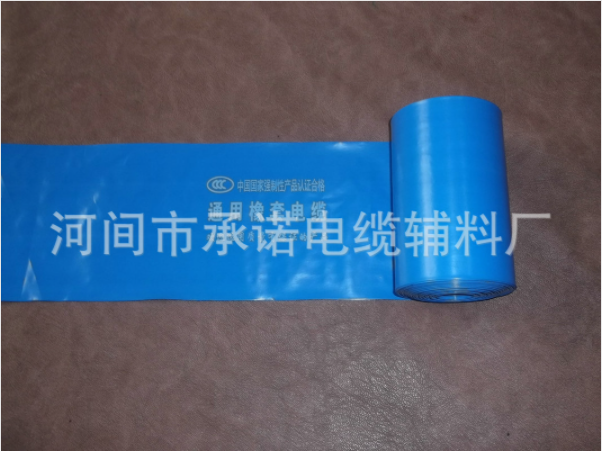 CCC 中国国家强制性产品认证合格
通用橡套电缆
河间市承诺电缆辅料厂